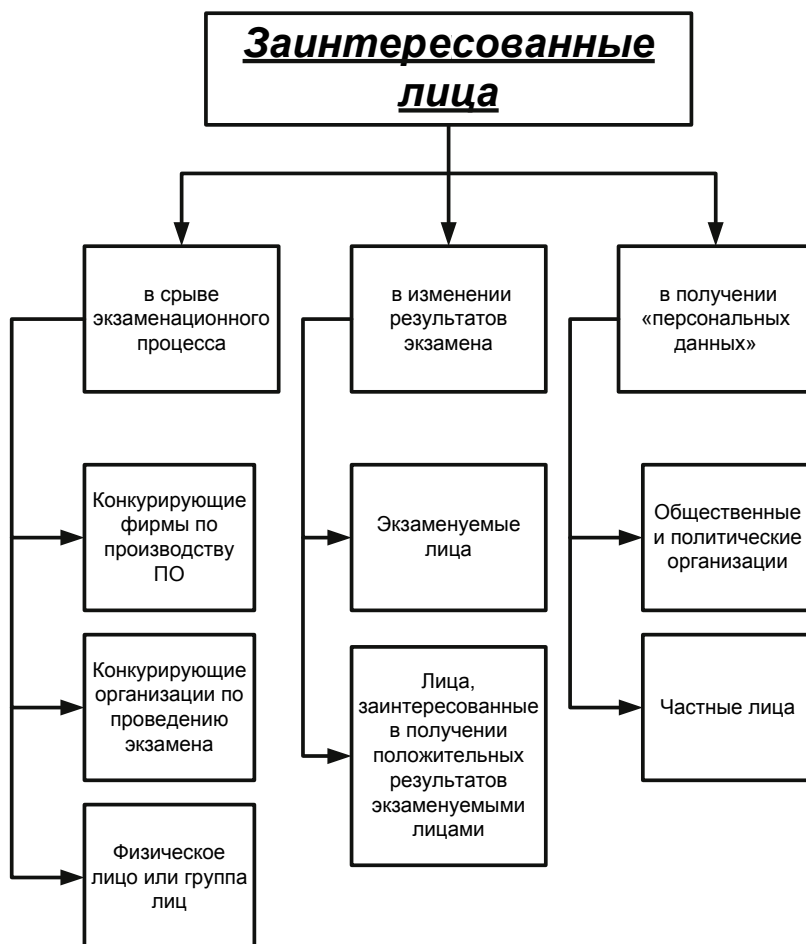 Заинтересованные
лица
в срыве
экзаменационного
процесса
в изменении
результатов
экзамена
в получении
«персональных
данных»
Конкурирующие
фирмы по
производству
ПО
Экзаменуемые
лица
Общественные
и политические
организации
Конкурирующие
организации по
проведению
экзамена
Лица,
заинтересованные
в получении
положительных
результатов
экзаменуемыми
лицами
Частные лица
Физическое
лицо или группа
лиц